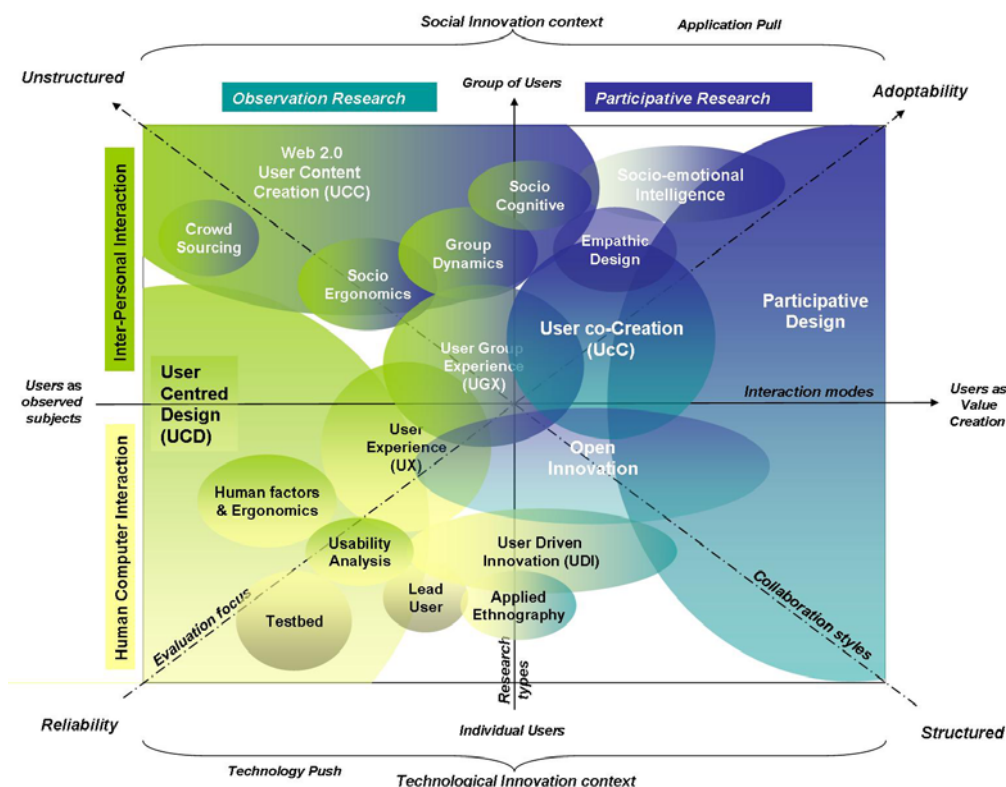 Social Innovation context
Application Pull
Unstructured
Observation Research
Group of Users
Participative Research
Adoptability
Inter-Personal Interaction
Web 2.0
User Content
Creation (UCC)
Socio
Cognitive
Socio-emotional
Intelligence
Crowd
Sourcing
Group
Dynamics
Empathic
Design
Socio
Ergonomics
Participative
Design
User co-Creation
(UcC)
User Group
Experience
(UGX)
User
Centred
Design
(UCD)
Users as
observed
subjects
Interaction modes
Users as
Value
Creation
Human Computer Interaction
User
Experience
(UX)
Open
Innovation
Human factors
& Ergonomics
Usability
Analysis
User Driven
Innovation (UDI)
Lead
User
Applied
Ethnography
Testbed
Evaluation focus
Collaboration styles
Research
types
Reliability
Individual Users
Structured
Technology Push
Technological Innovation context